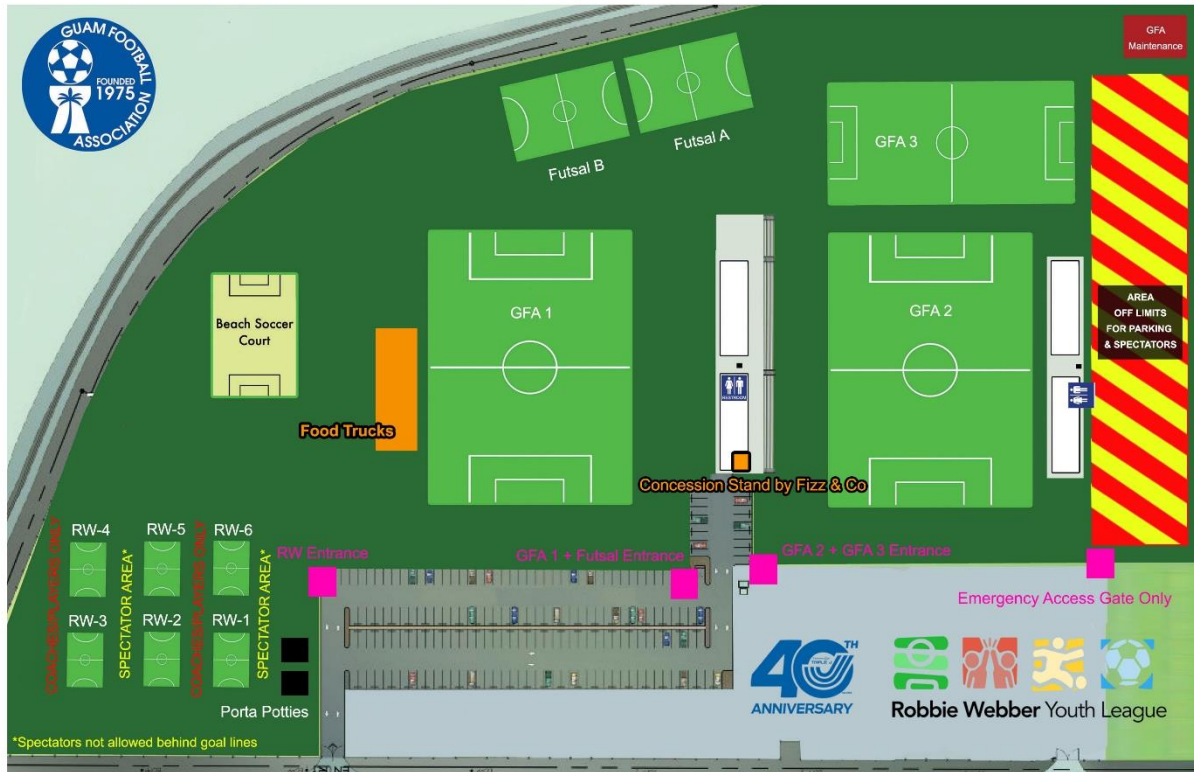 GUAM FOOTBALL
ASSOCIATION
FOUNDED
1975
GFA
Maintenance
Futsal B
Futsal A
GFA 3
GFA 1
GFA 2
Beach Soccer
Court
AREA
OFF LIMITS
FOR PARKING
& SPECTATORS
RESTROOM
Food Trucks
Concession Stand by Fizz & Co
COACHES/PLAYERS ONLY
RW-4
SPECTATOR AREA*
RW-5
COACHES/PLAYERS ONLY
RW-6
SPECTATOR AREA*
RW Entrance
GFA 1 + Futsal Entrance
GFA 2 + GFA 3 Entrance
Emergency Access Gate Only
RW-3
RW-2
RW-1
Porta Potties
*Spectators not allowed behind goal lines
40TH
TRIPLE J
ANNIVERSARY
Robbie Webber Youth League